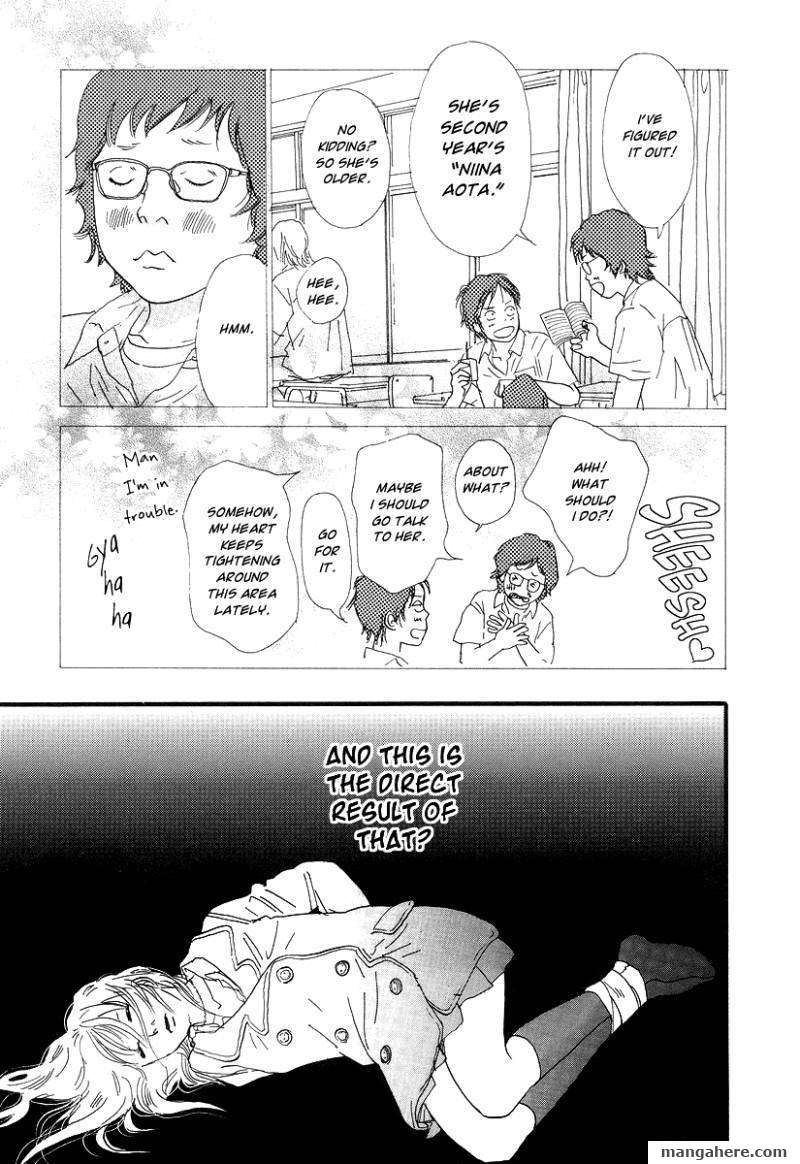 I'VE
FIGURED
IT OUT!
SHE'S
SECOND
YEAR'S
"NIINA
AOTA."
NO
KIDDING?
SO SHE'S
OLDER.
HEE,
HEE.
HMM.
SHEESH
AHH!
WHAT
SHOULD
I DO?!
ABOUT
WHAT?
MAYBE
I SHOULD
GO TALK
TO HER.
GO
FOR
IT.
SOMEHOW,
MY HEART
KEEPS
TIGHTENING
AROUND
THIS AREA
LATELY.
Man
I'm in
trouble.
Gya
ha
ha
AND THIS IS
THE DIRECT
RESULT OF
THAT?
mangahere.com